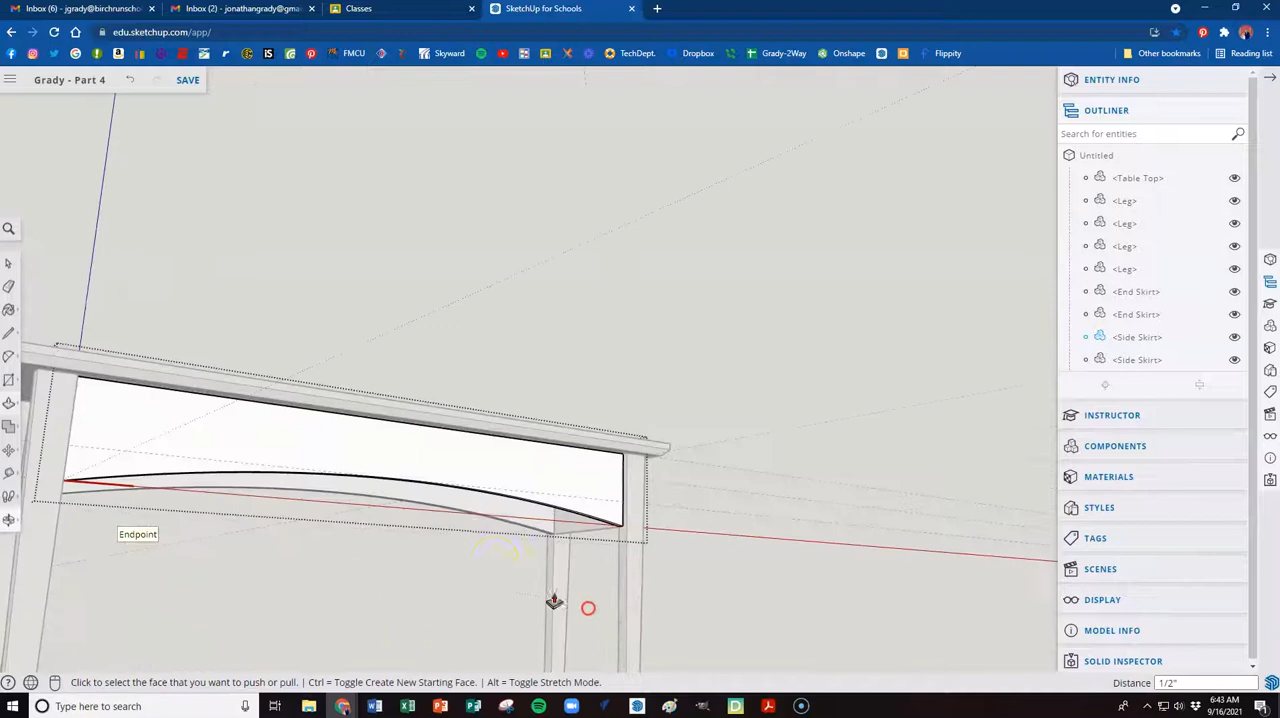 Inbox (6) - jgrady@birchrunscho
Inbox (2) - jonathangrady@gma
Classes
SketchUp for Schools
edu.sketchup.com/app/
FMCU
Skyward
TechDept.
Dropbox
Grady-2Way
Onshape
Flippity
Other bookmarks
Reading list
Grady - Part 4
SAVE
ENTITY INFO
OUTLINER
Search for entities
Untitled
<Table Top>
<Leg>
<Leg>
<Leg>
<Leg>
<End Skirt>
<End Skirt>
<Side Skirt>
<Side Skirt>
INSTRUCTOR
COMPONENTS
MATERIALS
STYLES
TAGS
SCENES
DISPLAY
MODEL INFO
SOLID INSPECTOR
Endpoint
Click to select the face that you want to push or pull. | Ctrl = Toggle Create New Starting Face. | Alt = Toggle Stretch Mode.
Distance 1/2"
Type here to search
6:43 AM
9/16/2021